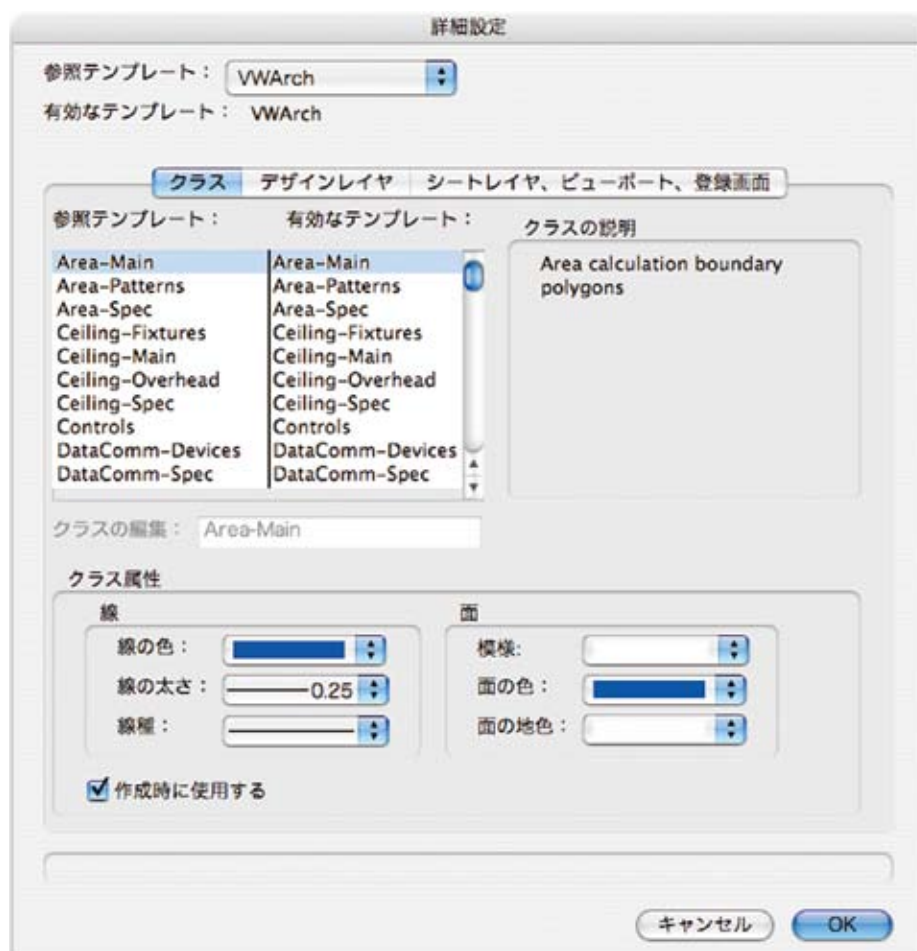 詳細設定
参照テンプレート： VWArch
有効なテンプレート： VWArch
クラス デザインレイヤ シートレイヤ、ビューポート、登録画面
参照テンプレート： 有効なテンプレート： クラスの説明
Area-Main Area-Main Area calculation boundary
Area-Patterns Area-Patterns polygons
Area-Spec Area-Spec
Ceiling-Fixtures Ceiling-Fixtures
Ceiling-Main Ceiling-Main
Ceiling-Overhead Ceiling-Overhead
Ceiling-Spec Ceiling-Spec
Controls Controls
DataComm-Devices DataComm-Devices
DataComm-Spec DataComm-Spec
クラスの編集： Area-Main
クラス属性
線 面
線の色： 模様:
線の太さ： 0.25 面の色：
線種： 面の地色：
作成時に使用する
キャンセル OK